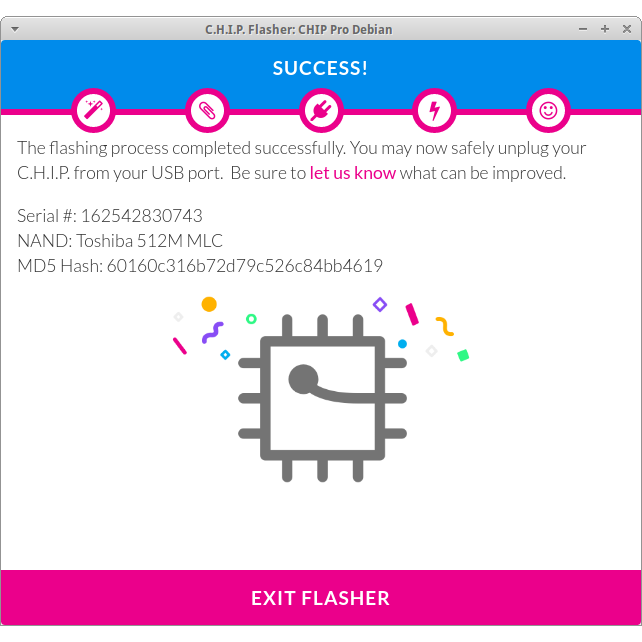 C.H.I.P. Flasher: CHIP Pro Debian
SUCCESS!
The flashing process completed successfully. You may now safely unplug your
C.H.I.P. from your USB port. Be sure to let us know what can be improved.
Serial #: 162542830743
NAND: Toshiba 512M MLC
MD5 Hash: 60160c316b72d79c526c84bb4619
EXIT FLASHER